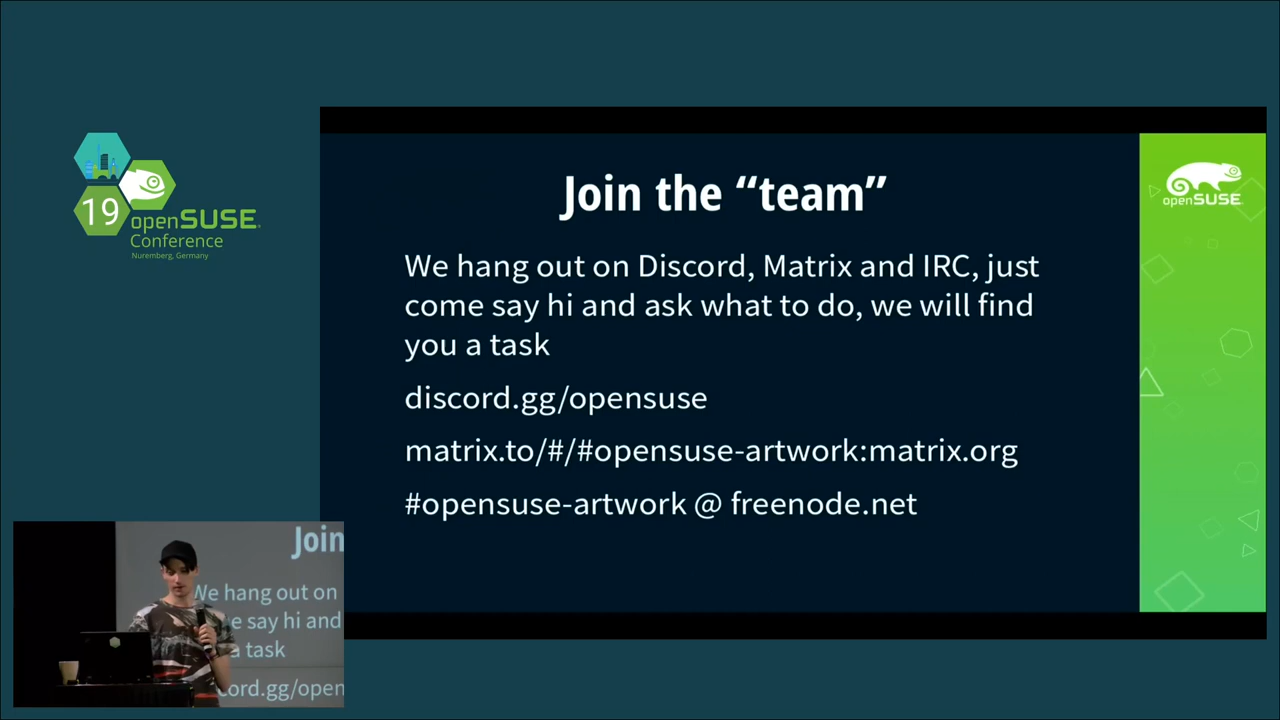 19
openSUSE
Conference
Nuremberg, Germany
Join the “team”
We hang out on Discord, Matrix and IRC, just
come say hi and ask what to do, we will find
you a task
discord.gg/opensuse
matrix.to/#/#opensuse-artwork:matrix.org
#opensuse-artwork @ freenode.net
openSUSE
Join
We hang out on
e say hi and
a task
cord.gg/open